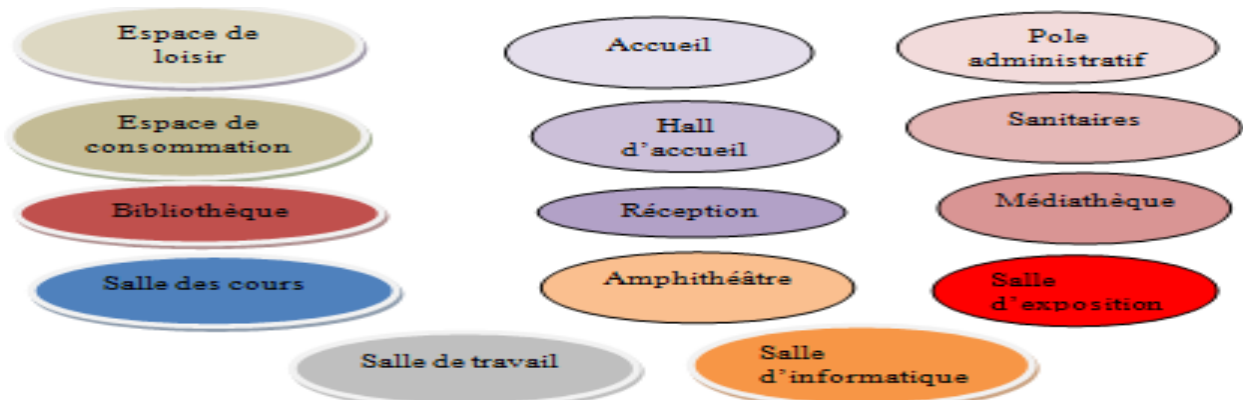 Espace de
loisir
Accueil
Pole
administratif
Espace de
consommation
Hall
d'accueil
Sanitaires
Bibliothèque
Réception
Médiathèque
Salle des cours
Amphithéâtre
Salle
d'exposition
Salle de travail
Salle
d'informatique